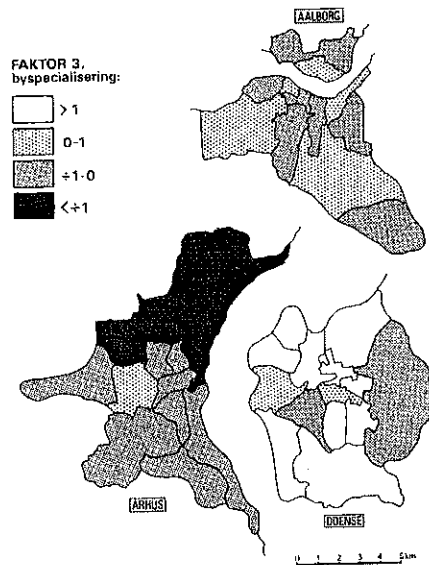 AALBORG
FAKTOR 3,
byspecialisering:
> 1
0-1
÷1-0
<÷1
ÅRHUS
ODENSE
0 1 2 3 4 5km